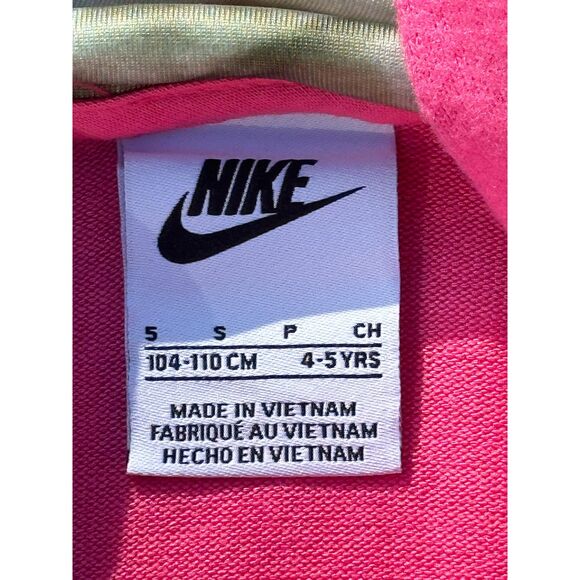 NIKE
5 S P CH
104-110 CM 4-5 YRS
MADE IN VIETNAM
FABRIQUÉ AU VIETNAM
HECHO EN VIETNAM